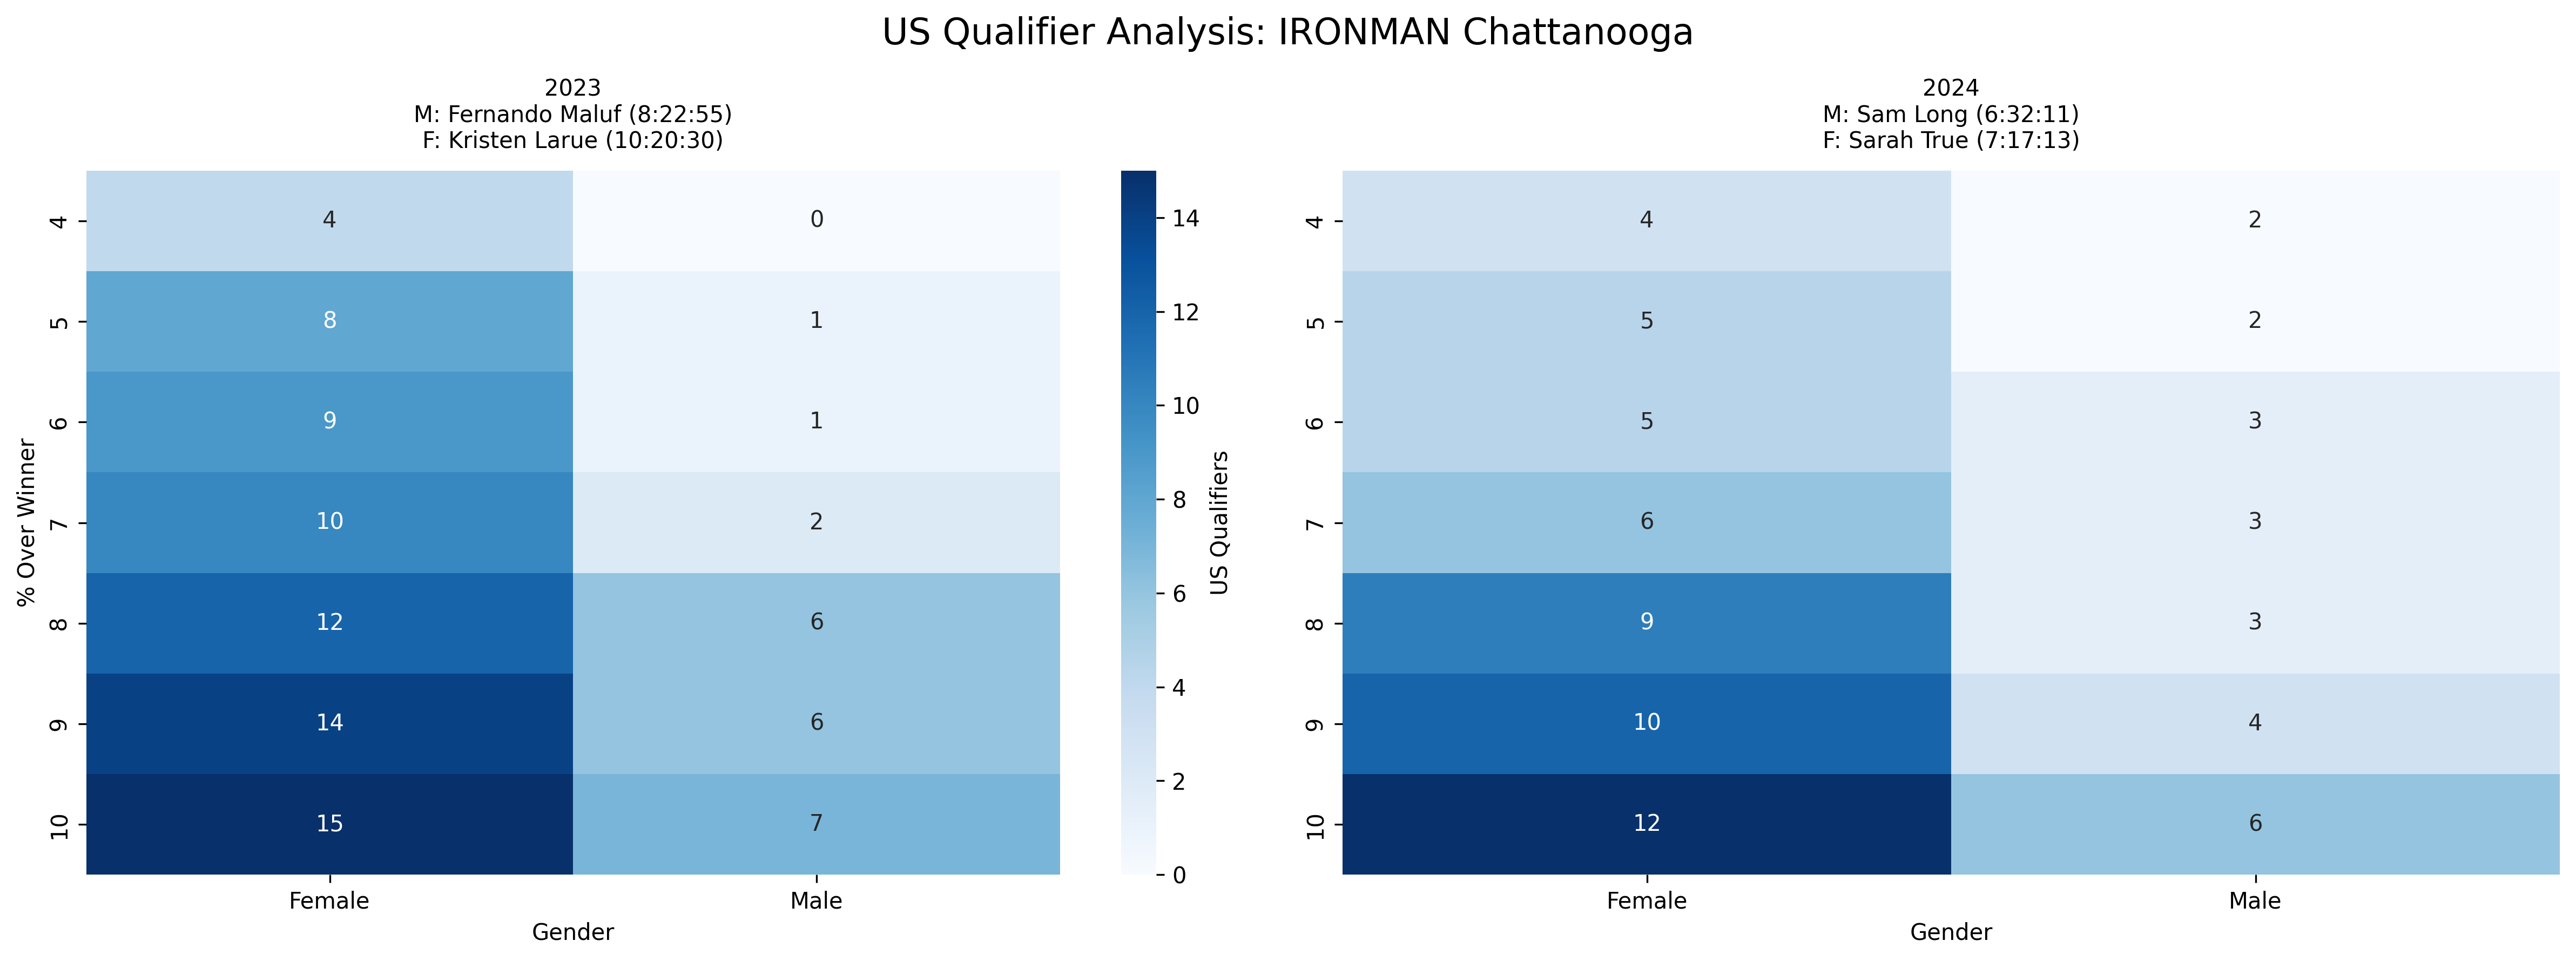 US Qualifier Analysis: IRONMAN Chattanooga
2023
M: Fernando Maluf (8:22:55)
F: Kristen Larue (10:20:30)
% Over Winner
4 4 0
5 8 1
6 9 1
7 10 2
8 12 6
9 14 6
10 15 7
Female Male
Gender
14
12
10
8
6
4
2
0
US Qualifiers
2024
M: Sam Long (6:32:11)
F: Sarah True (7:17:13)
4 4 2
5 5 2
6 5 3
7 6 3
8 9 3
9 10 4
10 12 6
Female Male
Gender